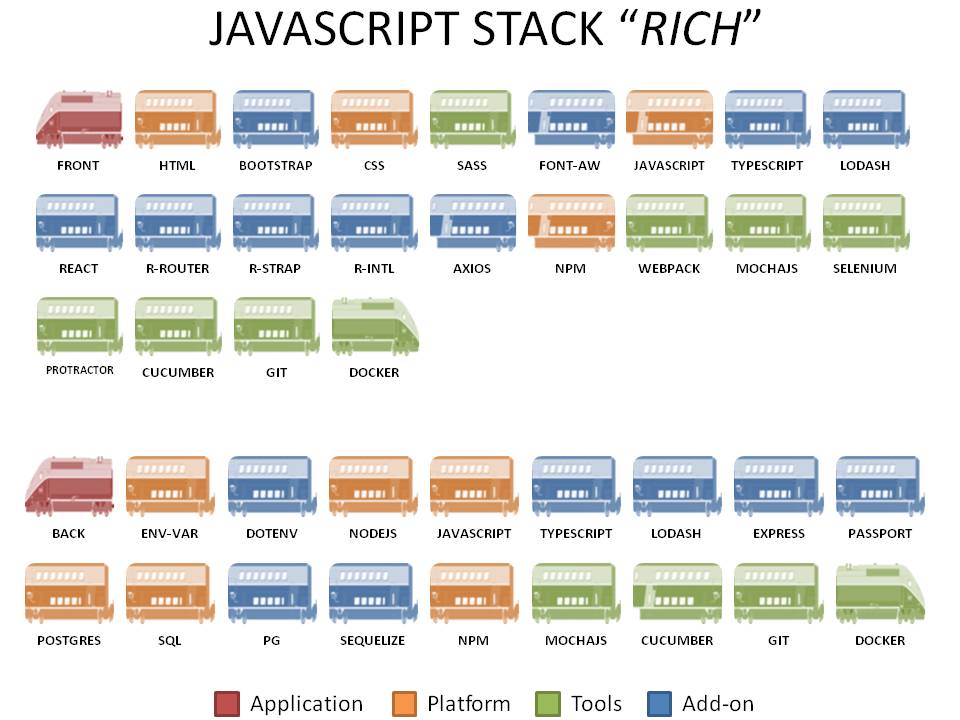 JAVASCRIPT STACK “RICH”
FRONT HTML BOOTSTRAP CSS SASS FONT-AW JAVASCRIPT TYPESCRIPT LODASH
REACT R-ROUTER R-STRAP R-INTL AXIOS NPM WEBPACK MOCHAJS SELENIUM
PROTRACTOR CUCUMBER GIT DOCKER
BACK ENV-VAR DOTENV NODEJS JAVASCRIPT TYPESCRIPT LODASH EXPRESS PASSPORT
POSTGRES SQL PG SEQUELIZE NPM MOCHAJS CUCUMBER GIT DOCKER
Application Platform Tools Add-on